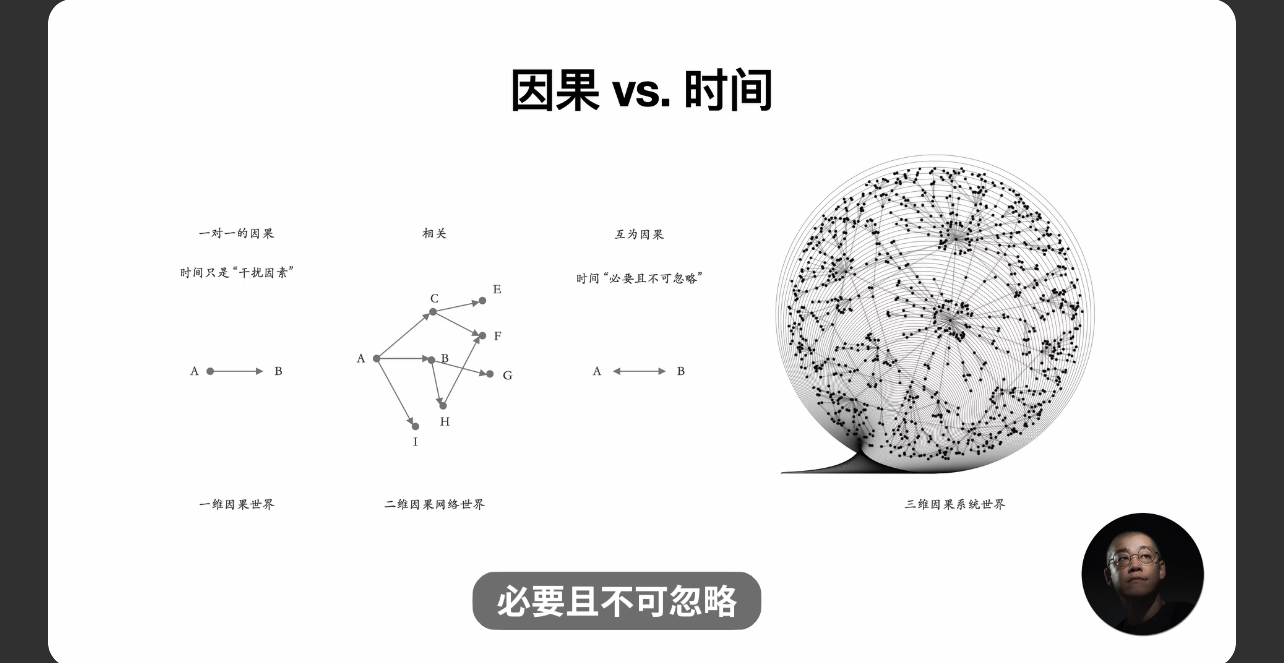 因果 vs. 时间
一对一的因果
相关
互为因果
时间只是“干扰因素”
时间“必要且不可忽略”
E
C
F
A
B
G
A
B
A
B
H
I
一维因果世界
二维因果网络世界
三维因果系统世界
必要且不可忽略